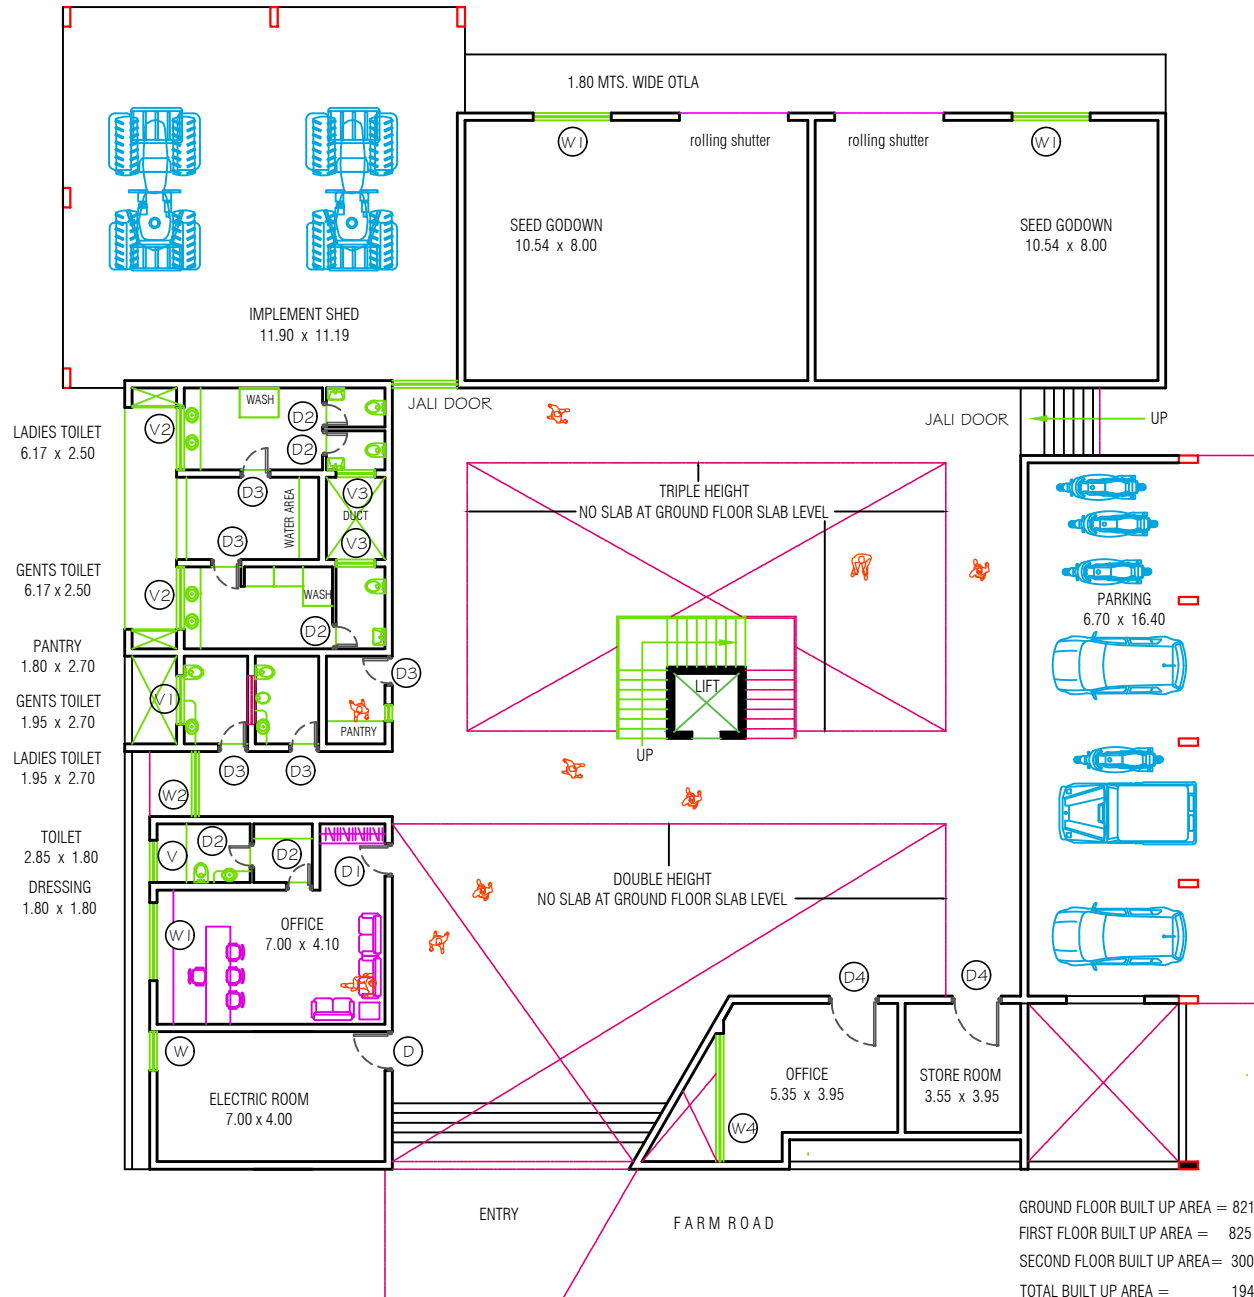 1.80 MTS. WIDE OTLA
W1
rolling shutter
rolling shutter
W1
SEED GODOWN
10.54 x 8.00
SEED GODOWN
10.54 x 8.00
IMPLEMENT SHED
11.90 x 11.19
WASH
JALI DOOR
JALI DOOR
UP
V2
D2
D2
LADIES TOILET
6.17 x 2.50
D3
V3
WATER AREA
DUCT
V3
D3
TRIPLE HEIGHT
NO SLAB AT GROUND FLOOR SLAB LEVEL
GENTS TOILET
6.17 x 2.50
V2
WASH
D2
PARKING
6.70 x 16.40
PANTRY
1.80 x 2.70
D3
LIFT
GENTS TOILET
1.95 x 2.70
V1
PANTRY
UP
LADIES TOILET
1.95 x 2.70
D3
D3
W2
TOILET
2.85 x 1.80
V
D2
D2
D1
DRESSING
1.80 x 1.80
DOUBLE HEIGHT
NO SLAB AT GROUND FLOOR SLAB LEVEL
W1
OFFICE
7.00 x 4.10
D4
D4
W
D
OFFICE
5.35 x 3.95
STORE ROOM
3.55 x 3.95
ELECTRIC ROOM
7.00 x 4.00
W4
ENTRY
FARM ROAD
GROUND FLOOR BUILT UP AREA = 821
FIRST FLOOR BUILT UP AREA = 825
SECOND FLOOR BUILT UP AREA= 300
TOTAL BUILT UP AREA = 194